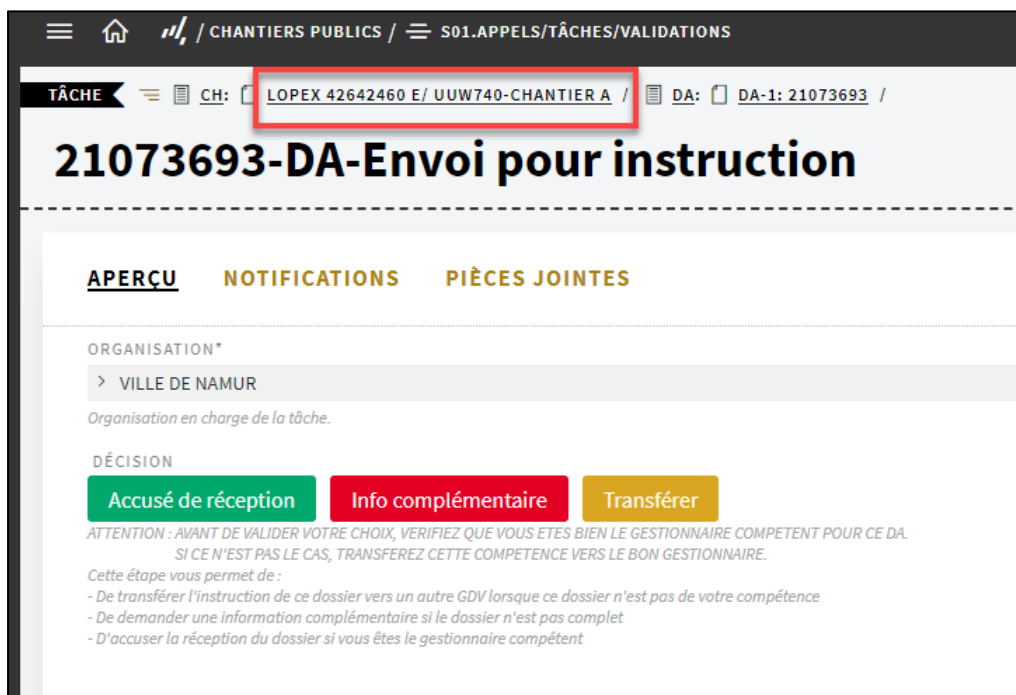 / CHANTIERS PUBLICS / S01.APPELS/TÂCHES/VALIDATIONS
TÂCHE CH: LOPEX 42642460 E/ UUW740-CHANTIER A / DA: DA-1: 21073693 /
21073693-DA-Envoi pour instruction
APERÇU NOTIFICATIONS PIÈCES JOINTES
ORGANISATION*
> VILLE DE NAMUR
Organisation en charge de la tâche.
DÉCISION
Accusé de réception Info complémentaire Transférer
ATTENTION : AVANT DE VALIDER VOTRE CHOIX, VERIFIEZ QUE VOUS ETES BIEN LE GESTIONNAIRE COMPETENT POUR CE DA.
SI CE N'EST PAS LE CAS, TRANSFEREZ CETTE COMPETENCE VERS LE BON GESTIONNAIRE.
Cette étape vous permet de :
- De transférer l'instruction de ce dossier vers un autre GDV lorsque ce dossier n'est pas de votre compétence
- De demander une information complémentaire si le dossier n'est pas complet
- D'accuser la réception du dossier si vous êtes le gestionnaire compétent